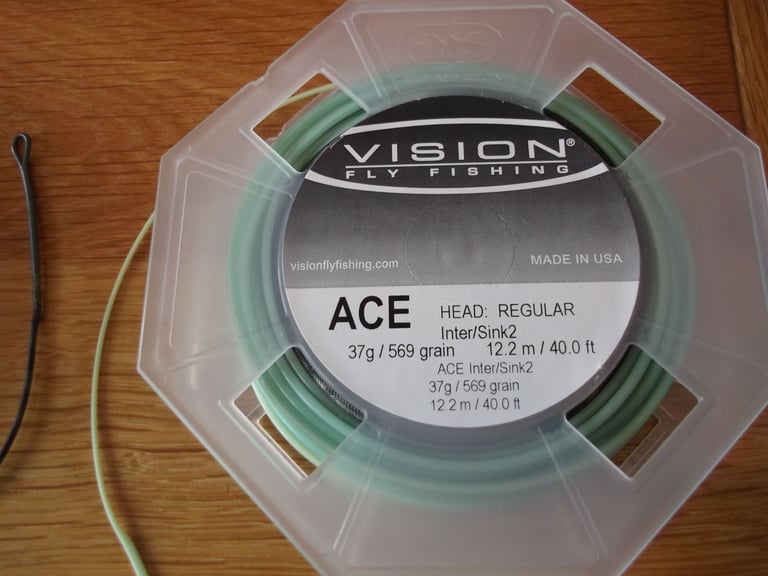 VISION®
FLY FISHING
visionflyfishing.com
MADE IN USA
ACE
HEAD: REGULAR
Inter/Sink2
37g / 569 grain 12.2 m / 40.0 ft
ACE Inter/Sink2
37g / 569 grain
12.2 m / 40.0 ft